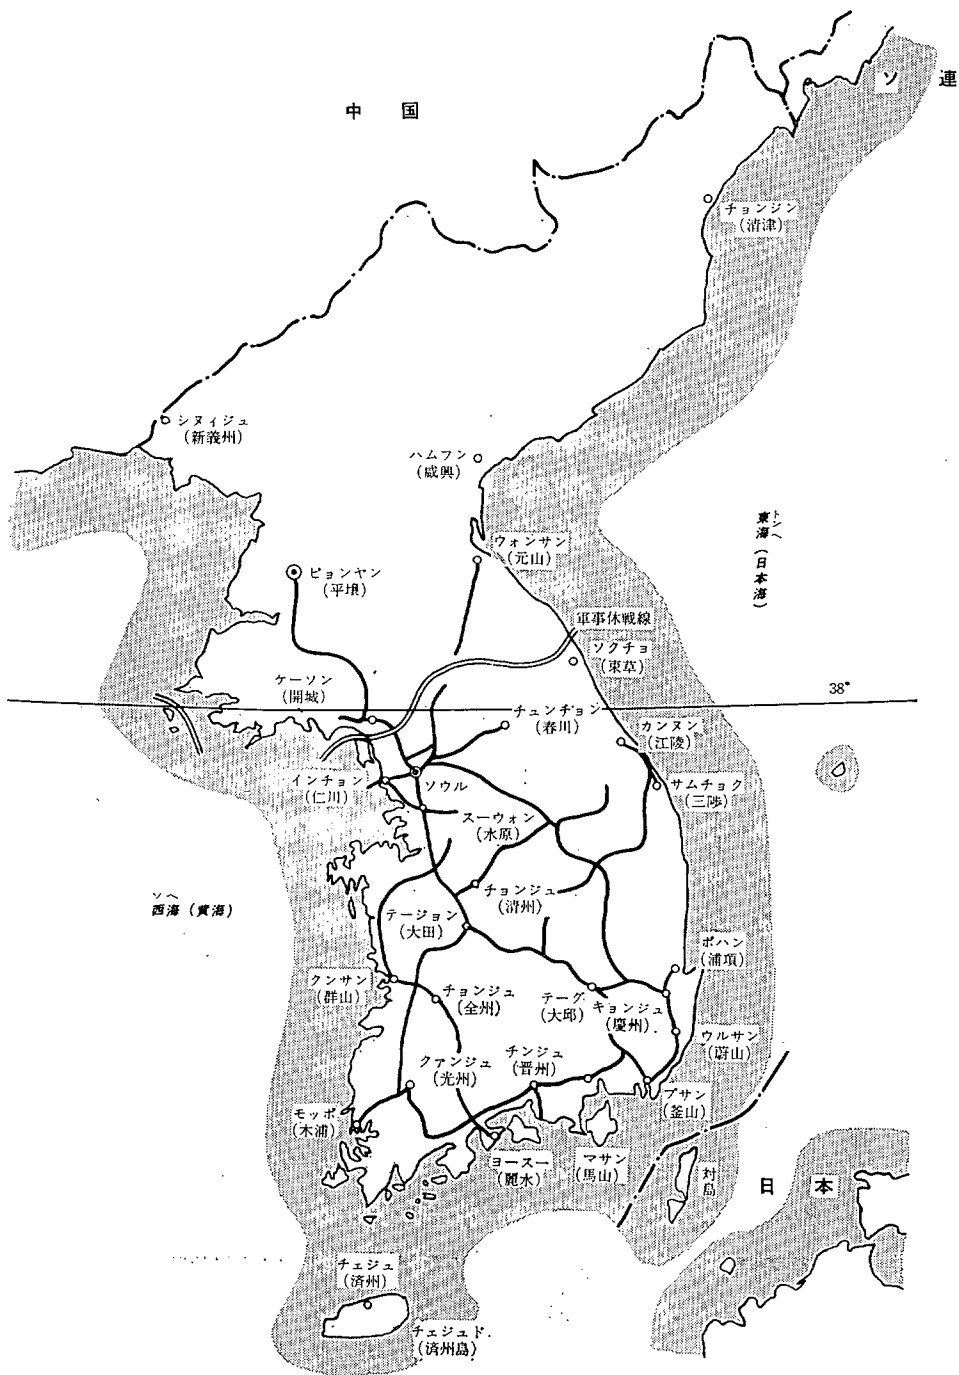 中国
ソ連
チョンジン
(清津)
シヌィジュ
(新義州)
ハムフン
(咸興)
トンヘ
東海(日本海)
ウォンサン
(元山)
ピョンヤン
(平壌)
軍事休戦線
ソクチョ
(束草)
ケーソン
(開城)
38°
チュンヂョン
(春川)
カンヌン
(江陵)
インチョン
(仁川)
ソウル
サムチョク
(三陟)
スーウォン
(水原)
ソヘ
西海(黄海)
チョンジュ
(清州)
テージョン
(大田)
ポハン
(浦項)
クンサン
(群山)
チョンジュ
(全州)
テーグ
(大邱)
キョンジュ
(慶州)
ウルサン
(蔚山)
クァンジュ
(光州)
チンジュ
(晋州)
プサン
(釜山)
モッポ
(木浦)
ヨースー
(麗水)
マサン
(馬山)
対島
日本
チェジュ
(済州)
チェジュド
(済州島)